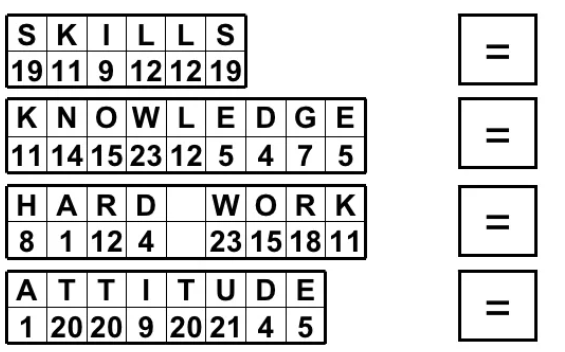 S K I L L S
19 11 9 12 12 19 =
K N O W L E D G E
11 14 15 23 12 5 4 7 5 =
H A R D W O R K
8 1 12 4 23 15 18 11 =
A T T I T U D E
1 20 20 9 20 21 4 5 =